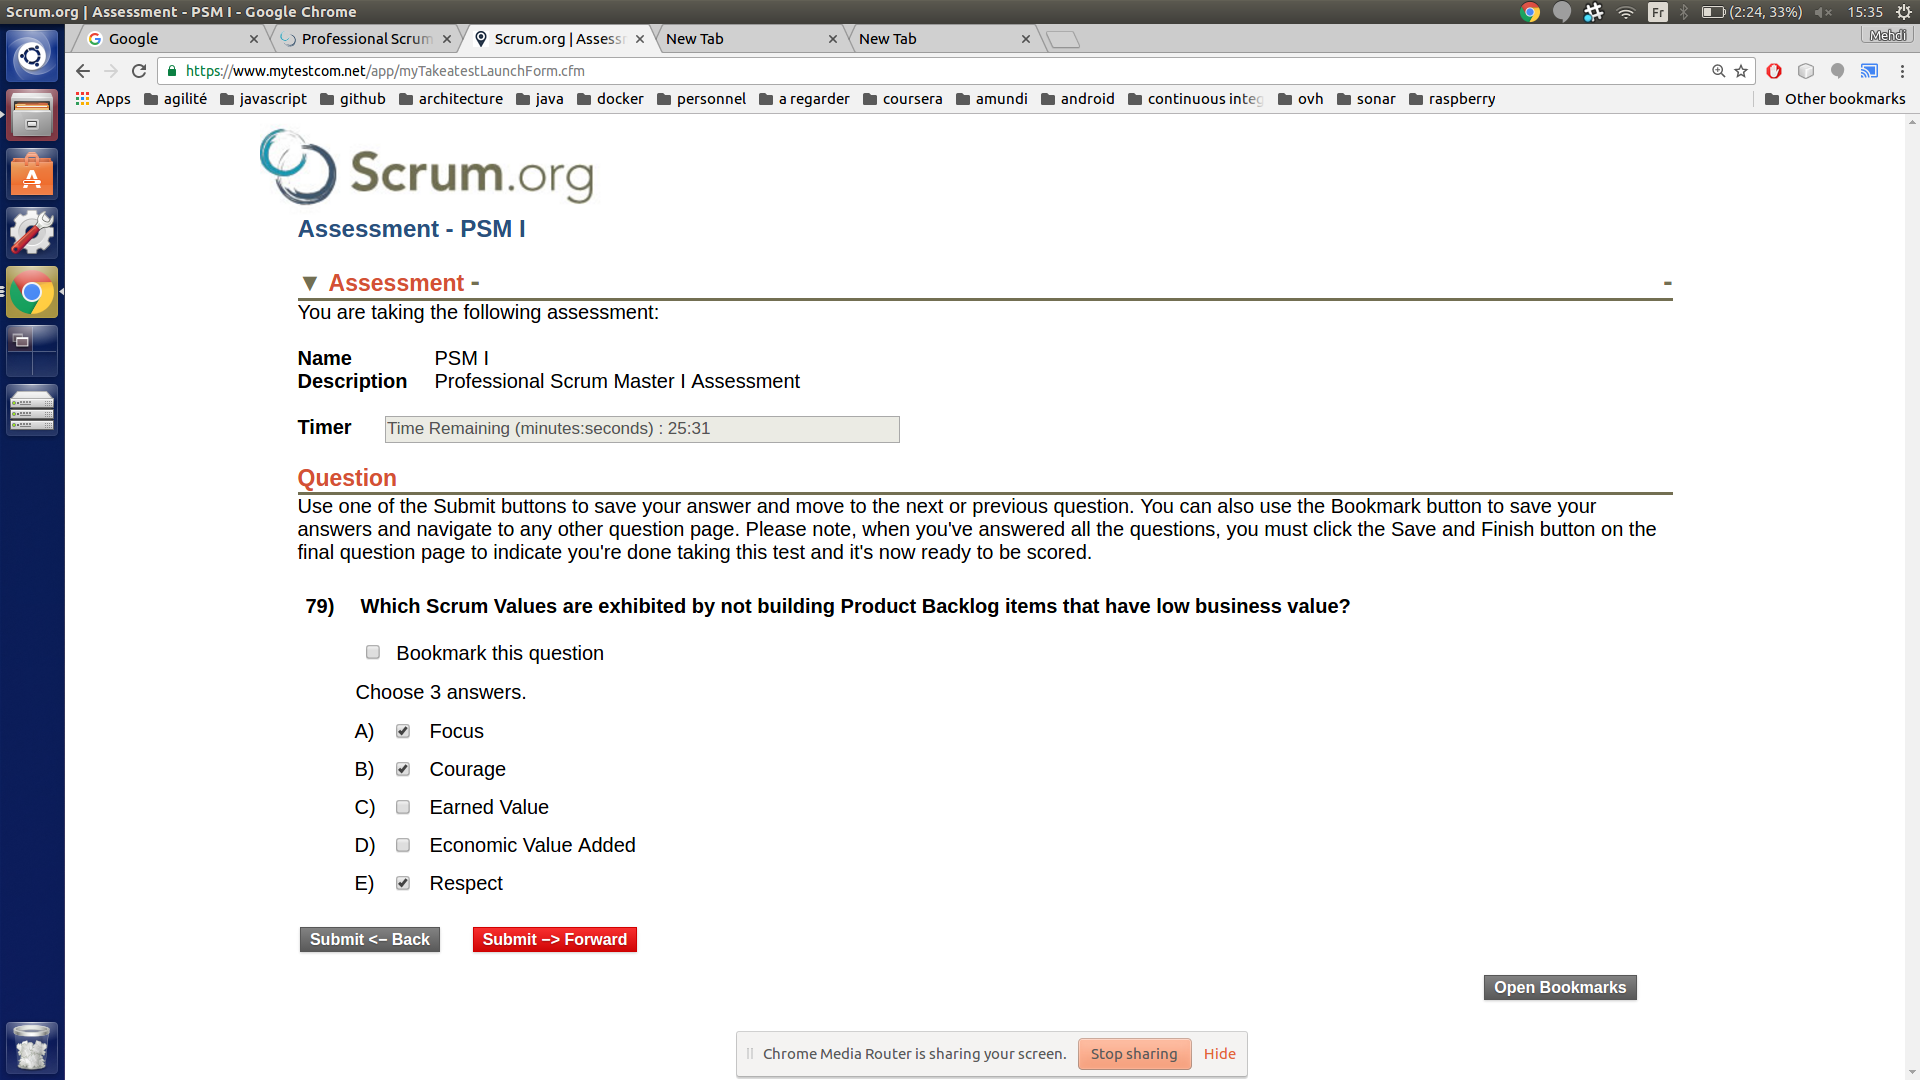 Scrum.org | Assessment - PSM I - Google Chrome
Fr
(2:24, 33%)
15:35
Google
Professional Scrum
Scrum.org | Assess
New Tab
New Tab
Mehdi
https://www.mytestcom.net/app/myTakeatestLaunchForm.cfm
Apps agilité javascript github architecture java docker personnel a regarder coursera amundi android continuous integ ovh sonar raspberry Other bookmarks
Scrum.org
Assessment - PSM I
▼ Assessment - -
You are taking the following assessment:
Name PSM I
Description Professional Scrum Master I Assessment
Timer Time Remaining (minutes:seconds) : 25:31
Question
Use one of the Submit buttons to save your answer and move to the next or previous question. You can also use the Bookmark button to save your
answers and navigate to any other question page. Please note, when you've answered all the questions, you must click the Save and Finish button on the
final question page to indicate you're done taking this test and it's now ready to be scored.
79) Which Scrum Values are exhibited by not building Product Backlog items that have low business value?
Bookmark this question
Choose 3 answers.
A) Focus
B) Courage
C) Earned Value
D) Economic Value Added
E) Respect
Submit <– Back Submit –> Forward
Open Bookmarks
Chrome Media Router is sharing your screen. Stop sharing Hide